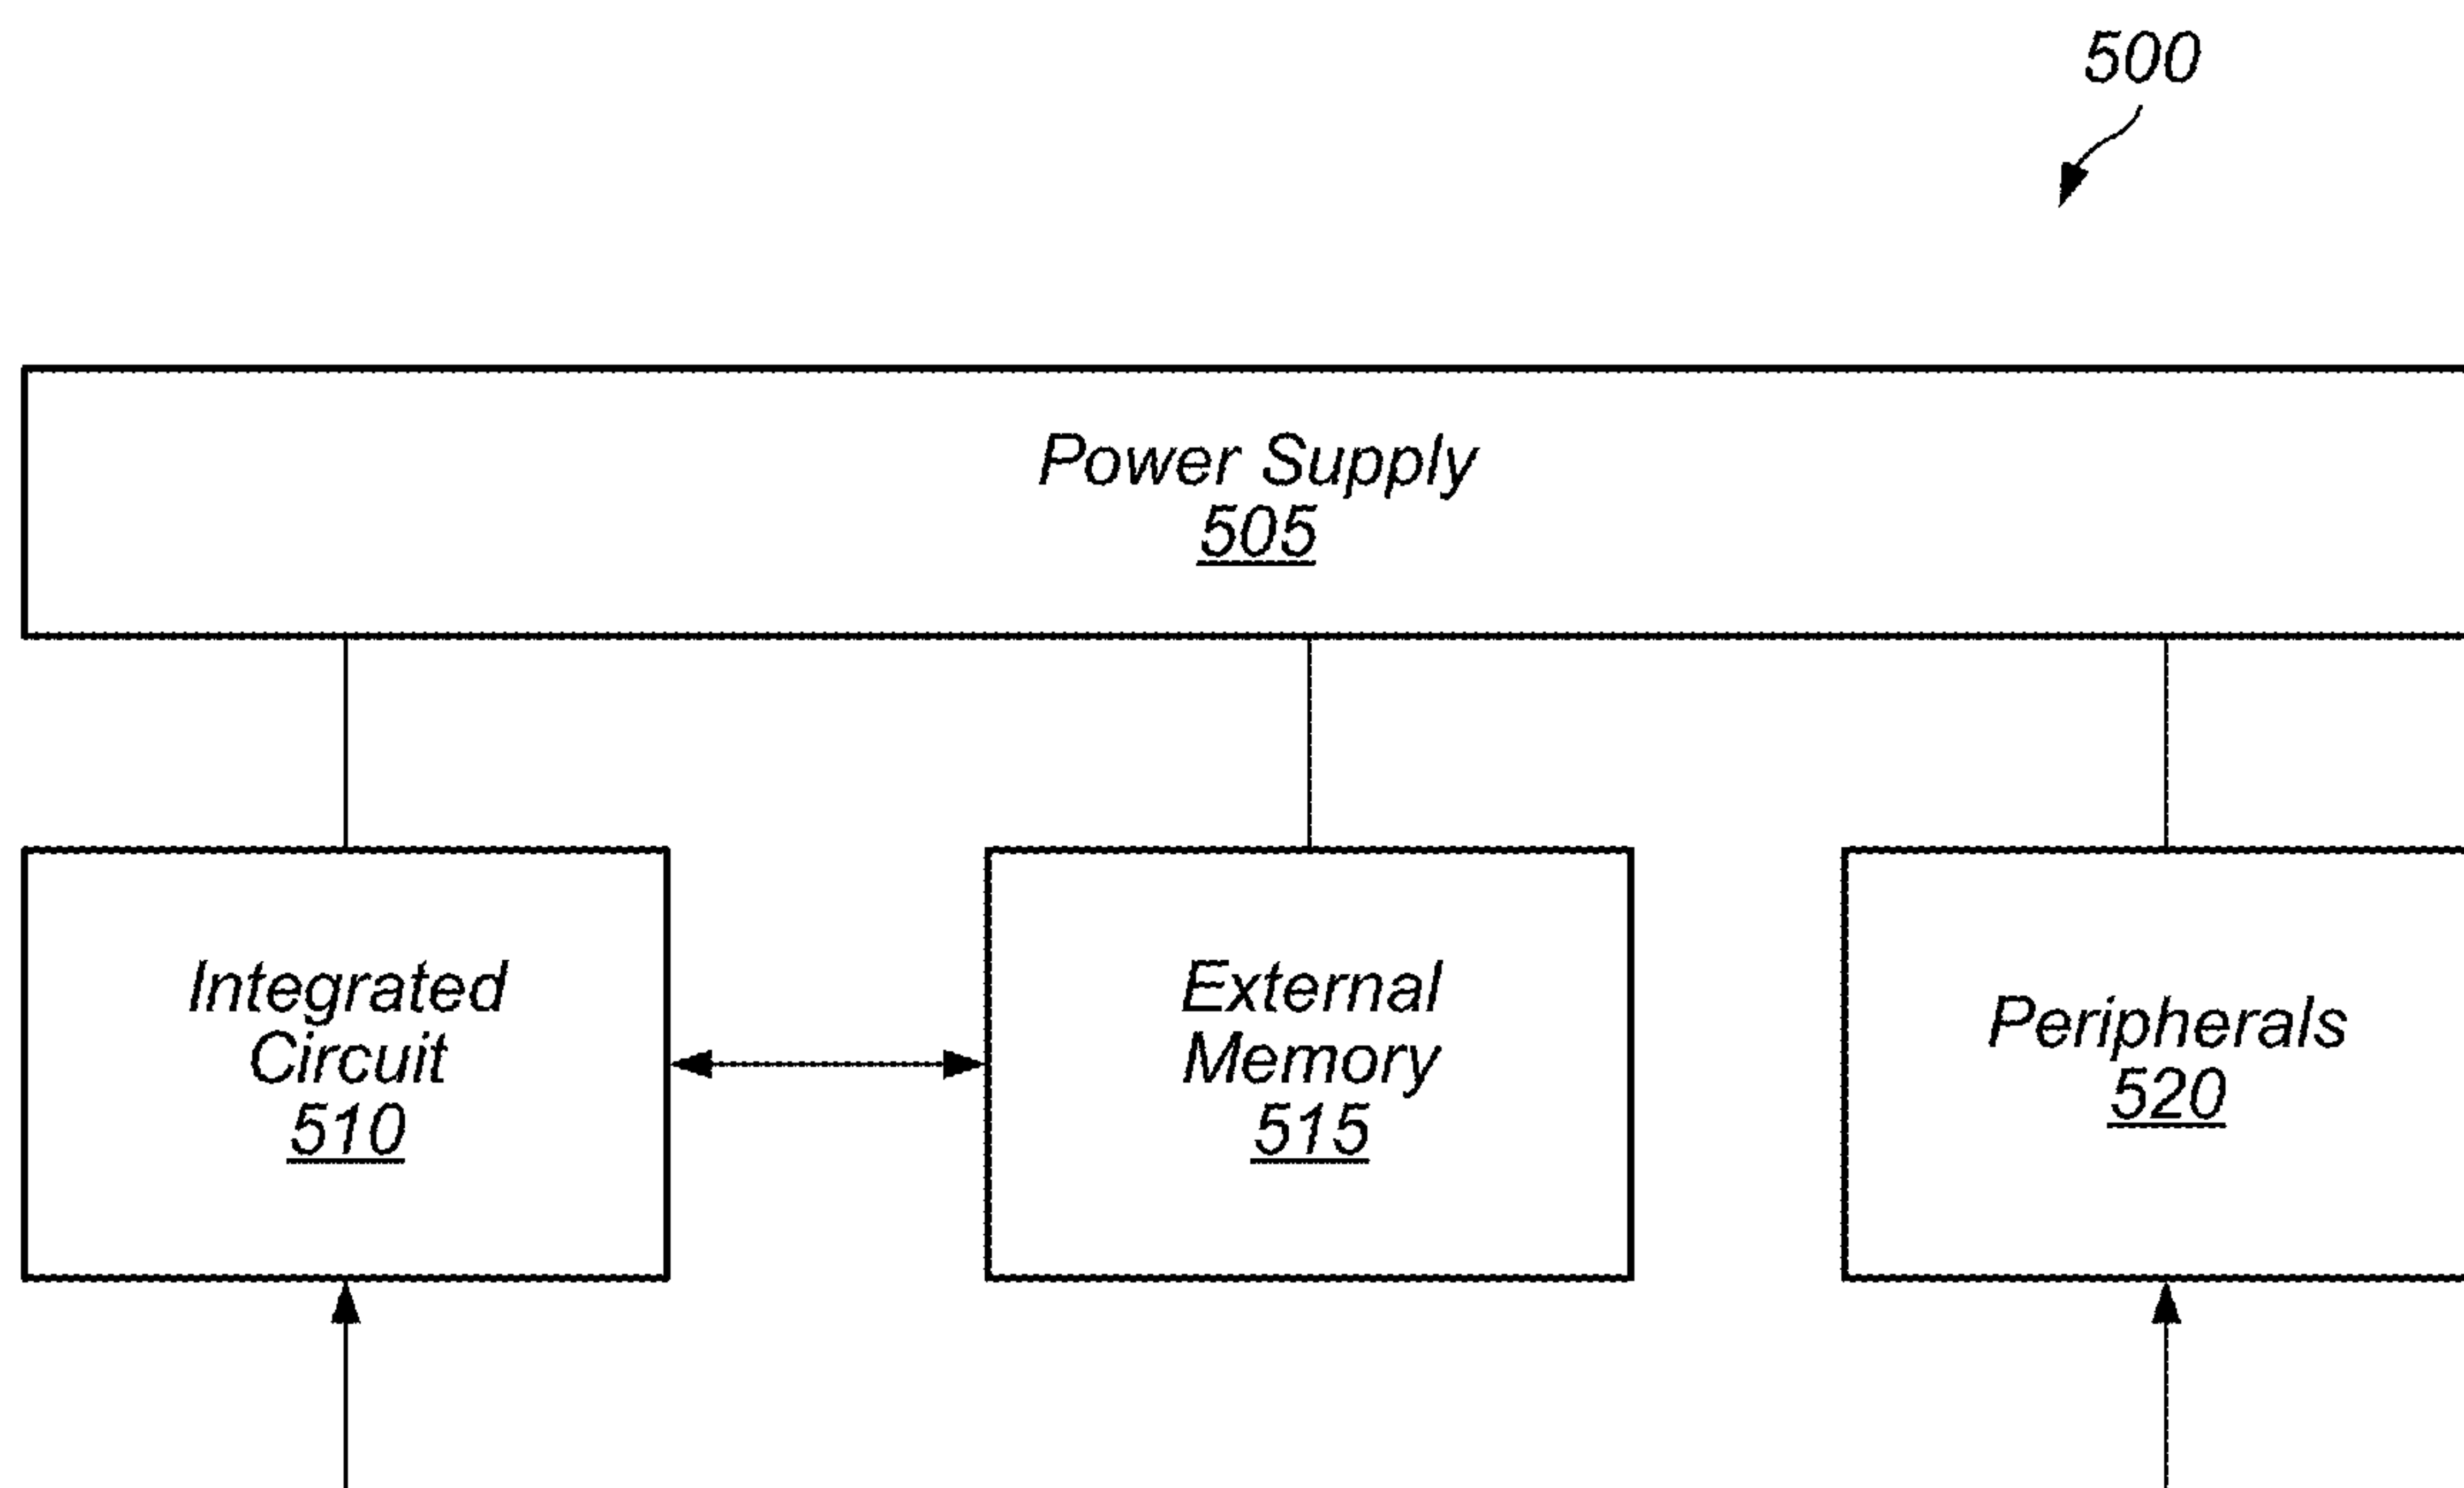 500
Power Supply
505
Integrated
Circuit
510
External
Memory
515
Peripherals
520